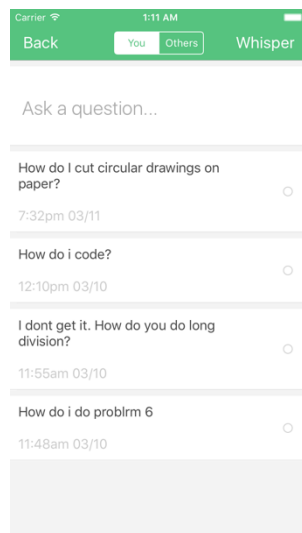 Carrier 1:11 AM
Back You Others Whisper
Ask a question...
How do I cut circular drawings on
paper?
7:32pm 03/11
How do i code?
12:10pm 03/10
I dont get it. How do you do long
division?
11:55am 03/10
How do i do problrm 6
11:48am 03/10